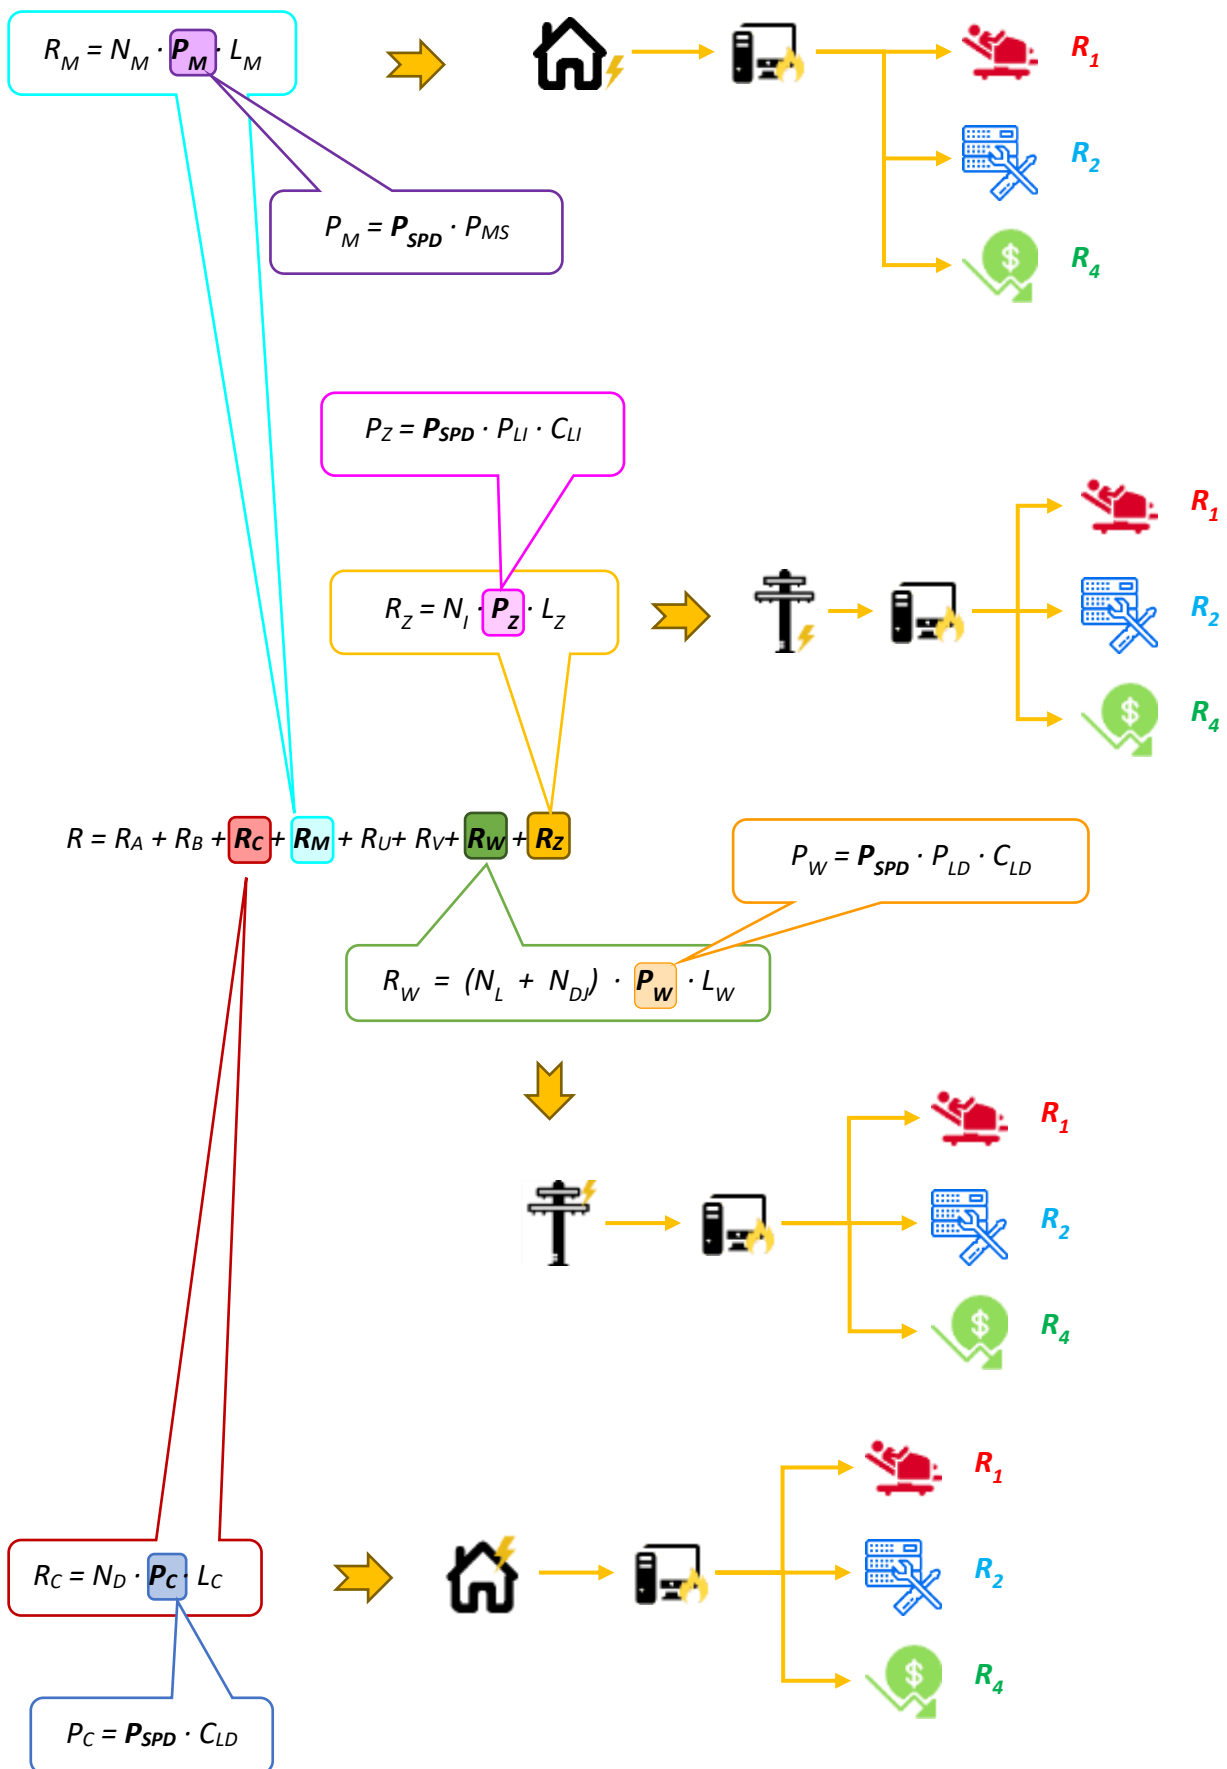 R_M = N_M · P_M · L_M
R_1
R_2
P_M = P_SPD · P_MS
R_4
P_Z = P_SPD · P_LI · C_LI
R_1
R_Z = N_I · P_Z · L_Z
R_2
R_4
R = R_A + R_B + R_C + R_M + R_U + R_V + R_W + R_Z
P_W = P_SPD · P_LD · C_LD
R_W = (N_L + N_DJ) · P_W · L_W
R_1
R_2
R_4
R_1
R_C = N_D · P_C · L_C
R_2
R_4
P_C = P_SPD · C_LD